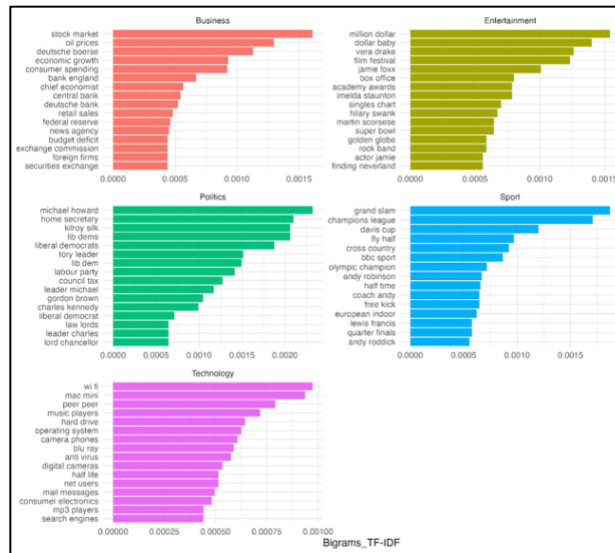 Business
stock market
oil prices
deutsche boerse
economic growth
consumer spending
bank england
chief economist
central bank
deutsche bank
retail sales
federal reserve
news agency
budget deficit
exchange commission
foreign firms
securities exchange
0.0000 0.0005 0.0010 0.0015
Entertainment
million dollar
dollar baby
vera drake
film festival
jamie foxx
box office
academy awards
imelda staunton
singles chart
hilary swank
martin scorsese
super bowl
golden globe
rock band
actor jamie
finding neverland
0.0000 0.0005 0.0010 0.0015
Politics
michael howard
home secretary
kilroy silk
lib dems
liberal democrats
tory leader
lib dem
labour party
council tax
leader michael
gordon brown
charles kennedy
liberal democrat
law lords
leader charles
lord chancellor
0.0000 0.0005 0.0010 0.0015 0.0020
Sport
grand slam
champions league
davis cup
fly half
cross country
bbc sport
olympic champion
andy robinson
half time
coach andy
free kick
european indoor
lewis francis
quarter finals
andy roddick
0.0000 0.0005 0.0010 0.0015
Technology
wi fi
mac mini
peer peer
music players
hard drive
operating system
camera phones
blu ray
anti virus
digital cameras
half life
net users
mail messages
consumer electronics
mp3 players
search engines
0.00000 0.00025 0.00050 0.00075 0.00100
Bigrams_TF-IDF